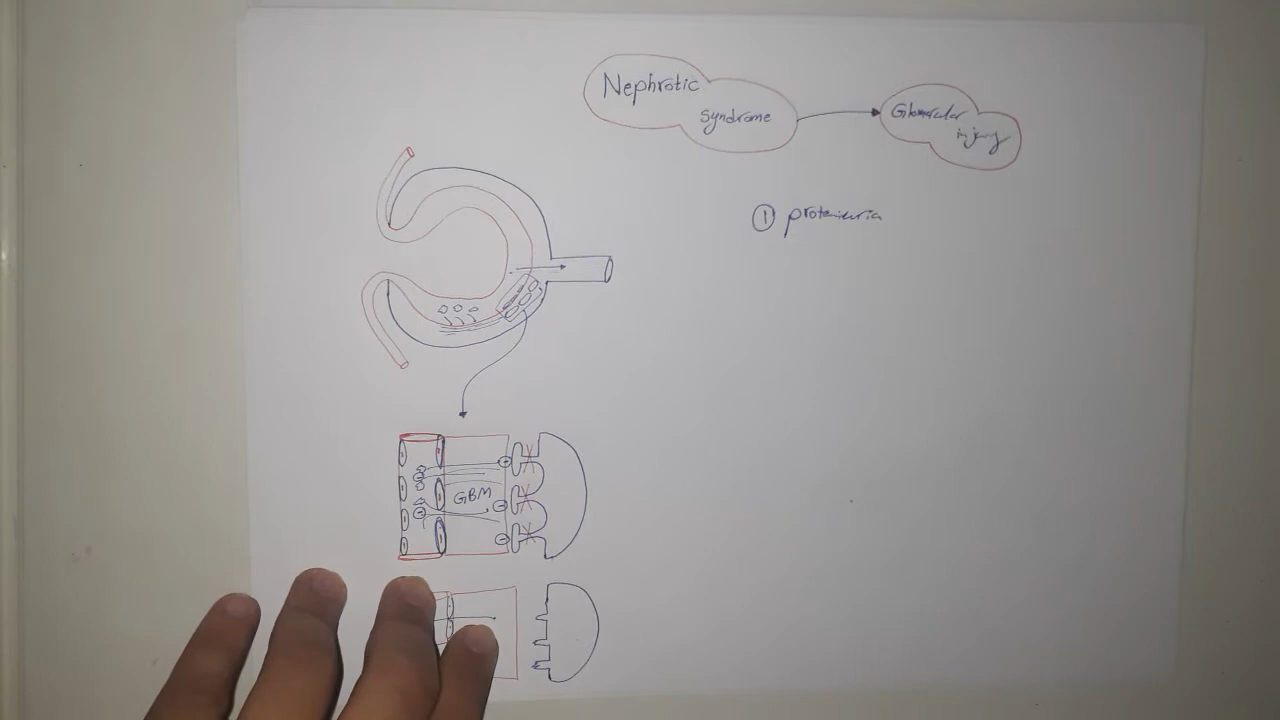 Nephrotic
Syndrome
Glomerular
injury
① proteinuria
GBM